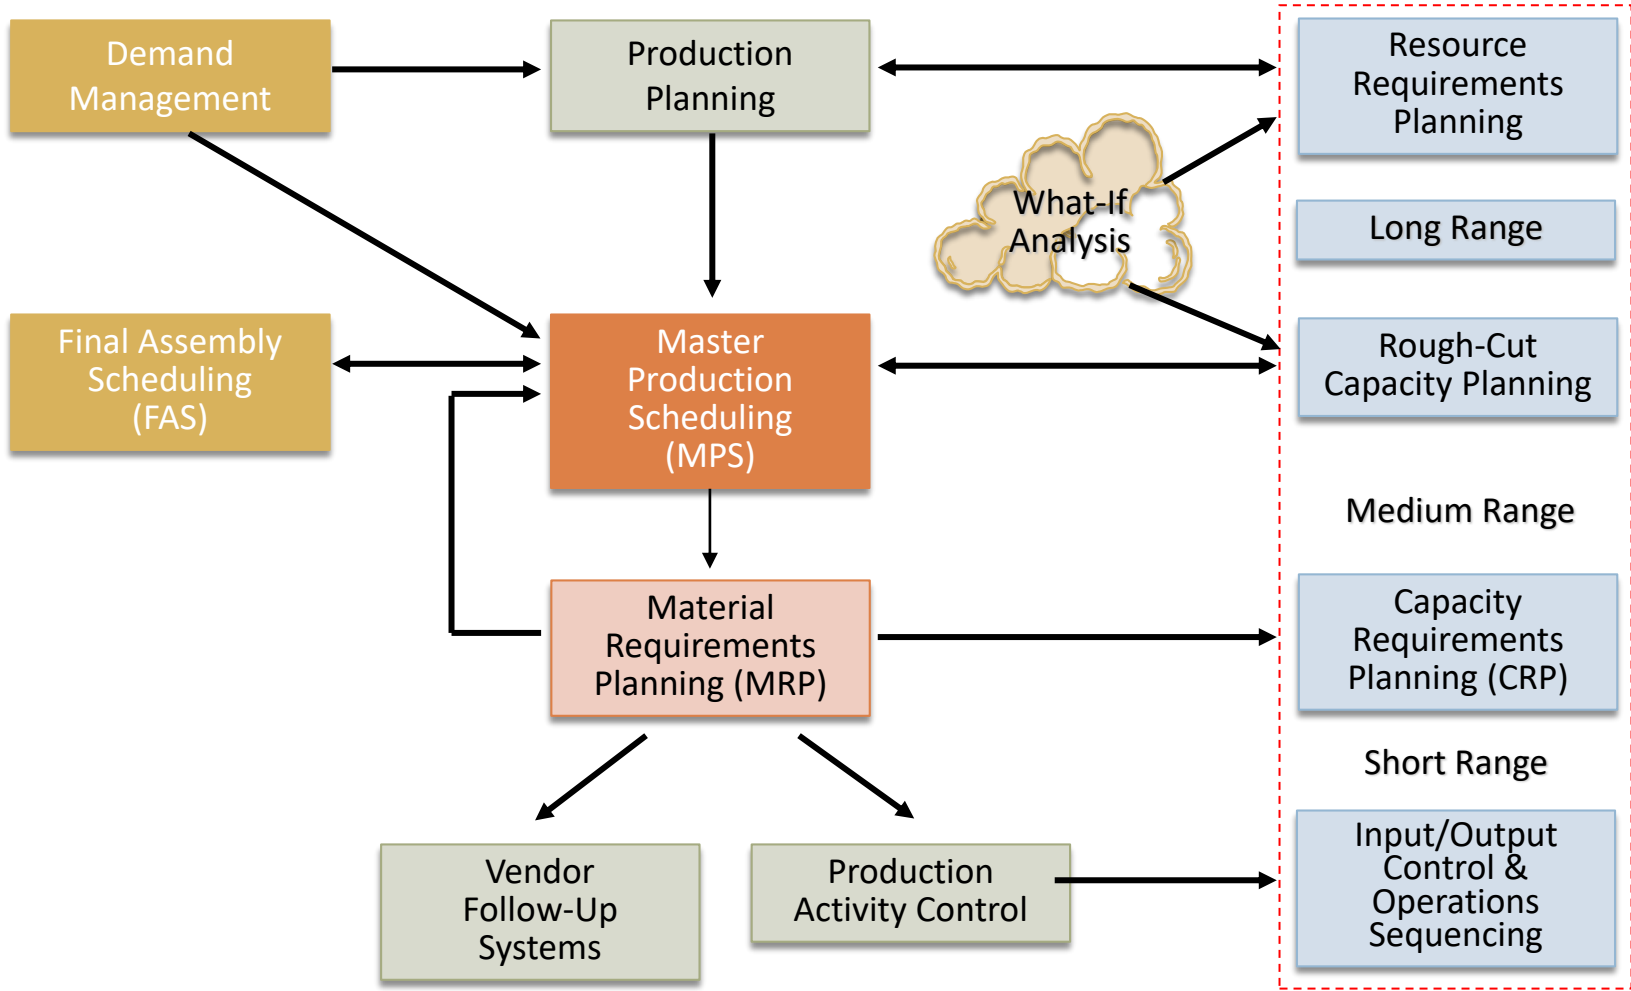 Demand
Management
Production
Planning
Resource
Requirements
Planning
What-If
Analysis
Long Range
Final Assembly
Scheduling
(FAS)
Master
Production
Scheduling
(MPS)
Rough-Cut
Capacity Planning
Medium Range
Material
Requirements
Planning (MRP)
Capacity
Requirements
Planning (CRP)
Short Range
Vendor
Follow-Up
Systems
Production
Activity Control
Input/Output
Control &
Operations
Sequencing